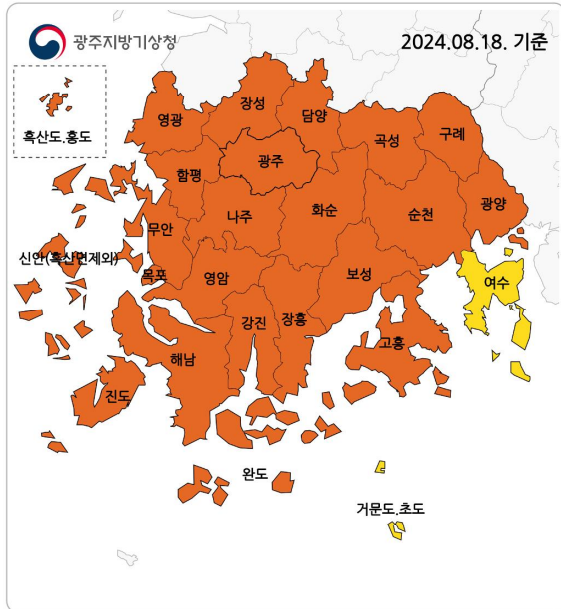 광주지방기상청
2024.08.18. 기준
흑산도.홍도
영광
장성
담양
곡성
구례
함평
광주
나주
화순
순천
광양
무안
신안(흑산면제외)
목포
영암
보성
여수
강진
장흥
해남
고흥
진도
완도
거문도.초도